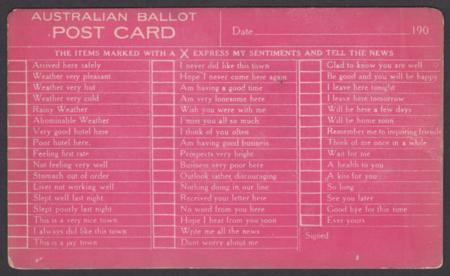 AUSTRALIAN BALLOT
POST CARD
Date 190
THE ITEMS MARKED WITH A X EXPRESS MY SENTIMENTS AND TELL THE NEWS
Arrived here safely
Weather very pleasant
Weather very hot
Weather very cold
Rainy Weather
Abominable Weather
Very good hotel here
Poor hotel here.
Feeling first rate
Not feeling very well
Stomach out of order
Liver not working well
Slept well last night
Slept poorly last night
This is a very nice town
I always did like this town
This is a jay town
I never did like this town
Hope I never come here again
Am having a good time
Am very lonesome here
Wish you were with me
I miss you all so much
I think of you often
Am having good business
Prospects very bright
Business very poor here
Outlook rather discouraging
Nothing doing in our line
Received your letter here
No word from you here
Hope I hear from you soon
Write me all the news
Dont worry about me
Glad to know you are well
Be good and you will be happy
I leave here tonight
I leave here tomorrow
Will be here a few days
Will be home soon
Remember me to inquiring friends
Think of me once in a while
Wait for me
A health to you
A kiss for you
So long
See you later
Good bye for this time
Ever yours
Signed